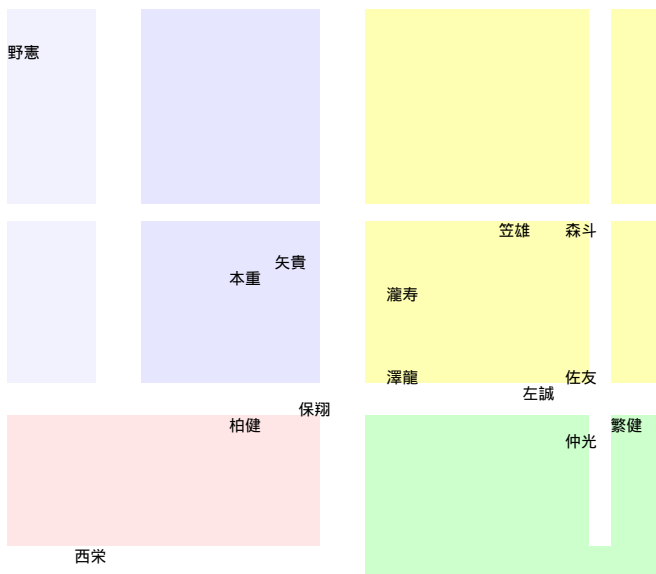 野憲
笠雄
森斗
矢貴
本重
瀧寿
澤龍
佐友
左誠
保翔
柏健
繁健
仲光
西栄